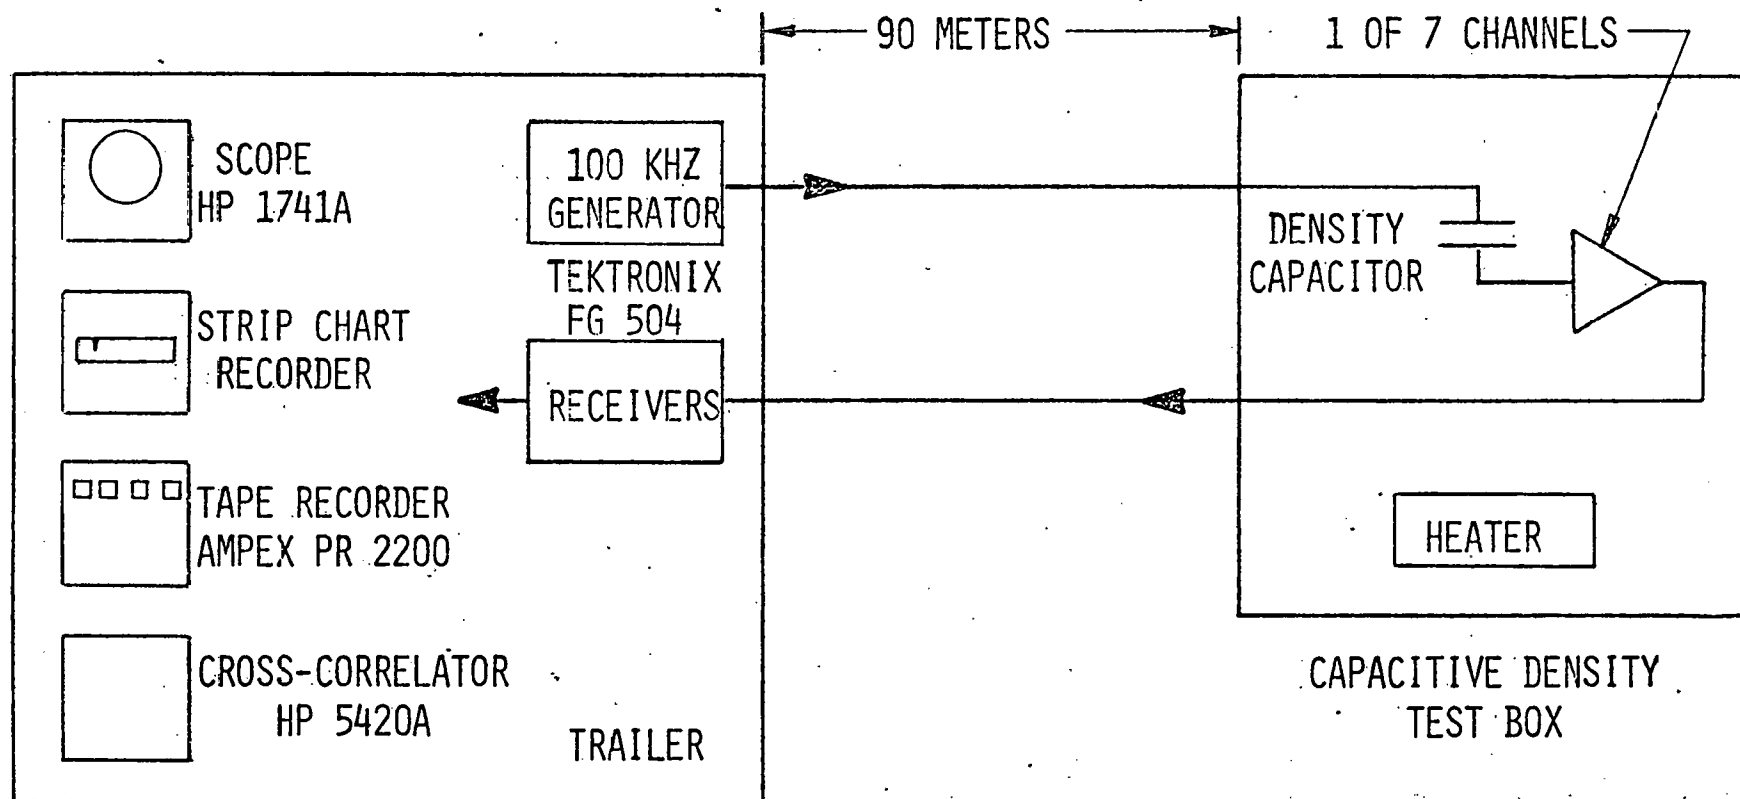 90 METERS
1 OF 7 CHANNELS
SCOPE
HP 1741A
100 KHZ
GENERATOR
TEKTRONIX
FG 504
DENSITY
CAPACITOR
STRIP CHART
RECORDER
RECEIVERS
TAPE RECORDER
AMPEX PR 2200
HEATER
CROSS-CORRELATOR
HP 5420A
TRAILER
CAPACITIVE DENSITY
TEST BOX